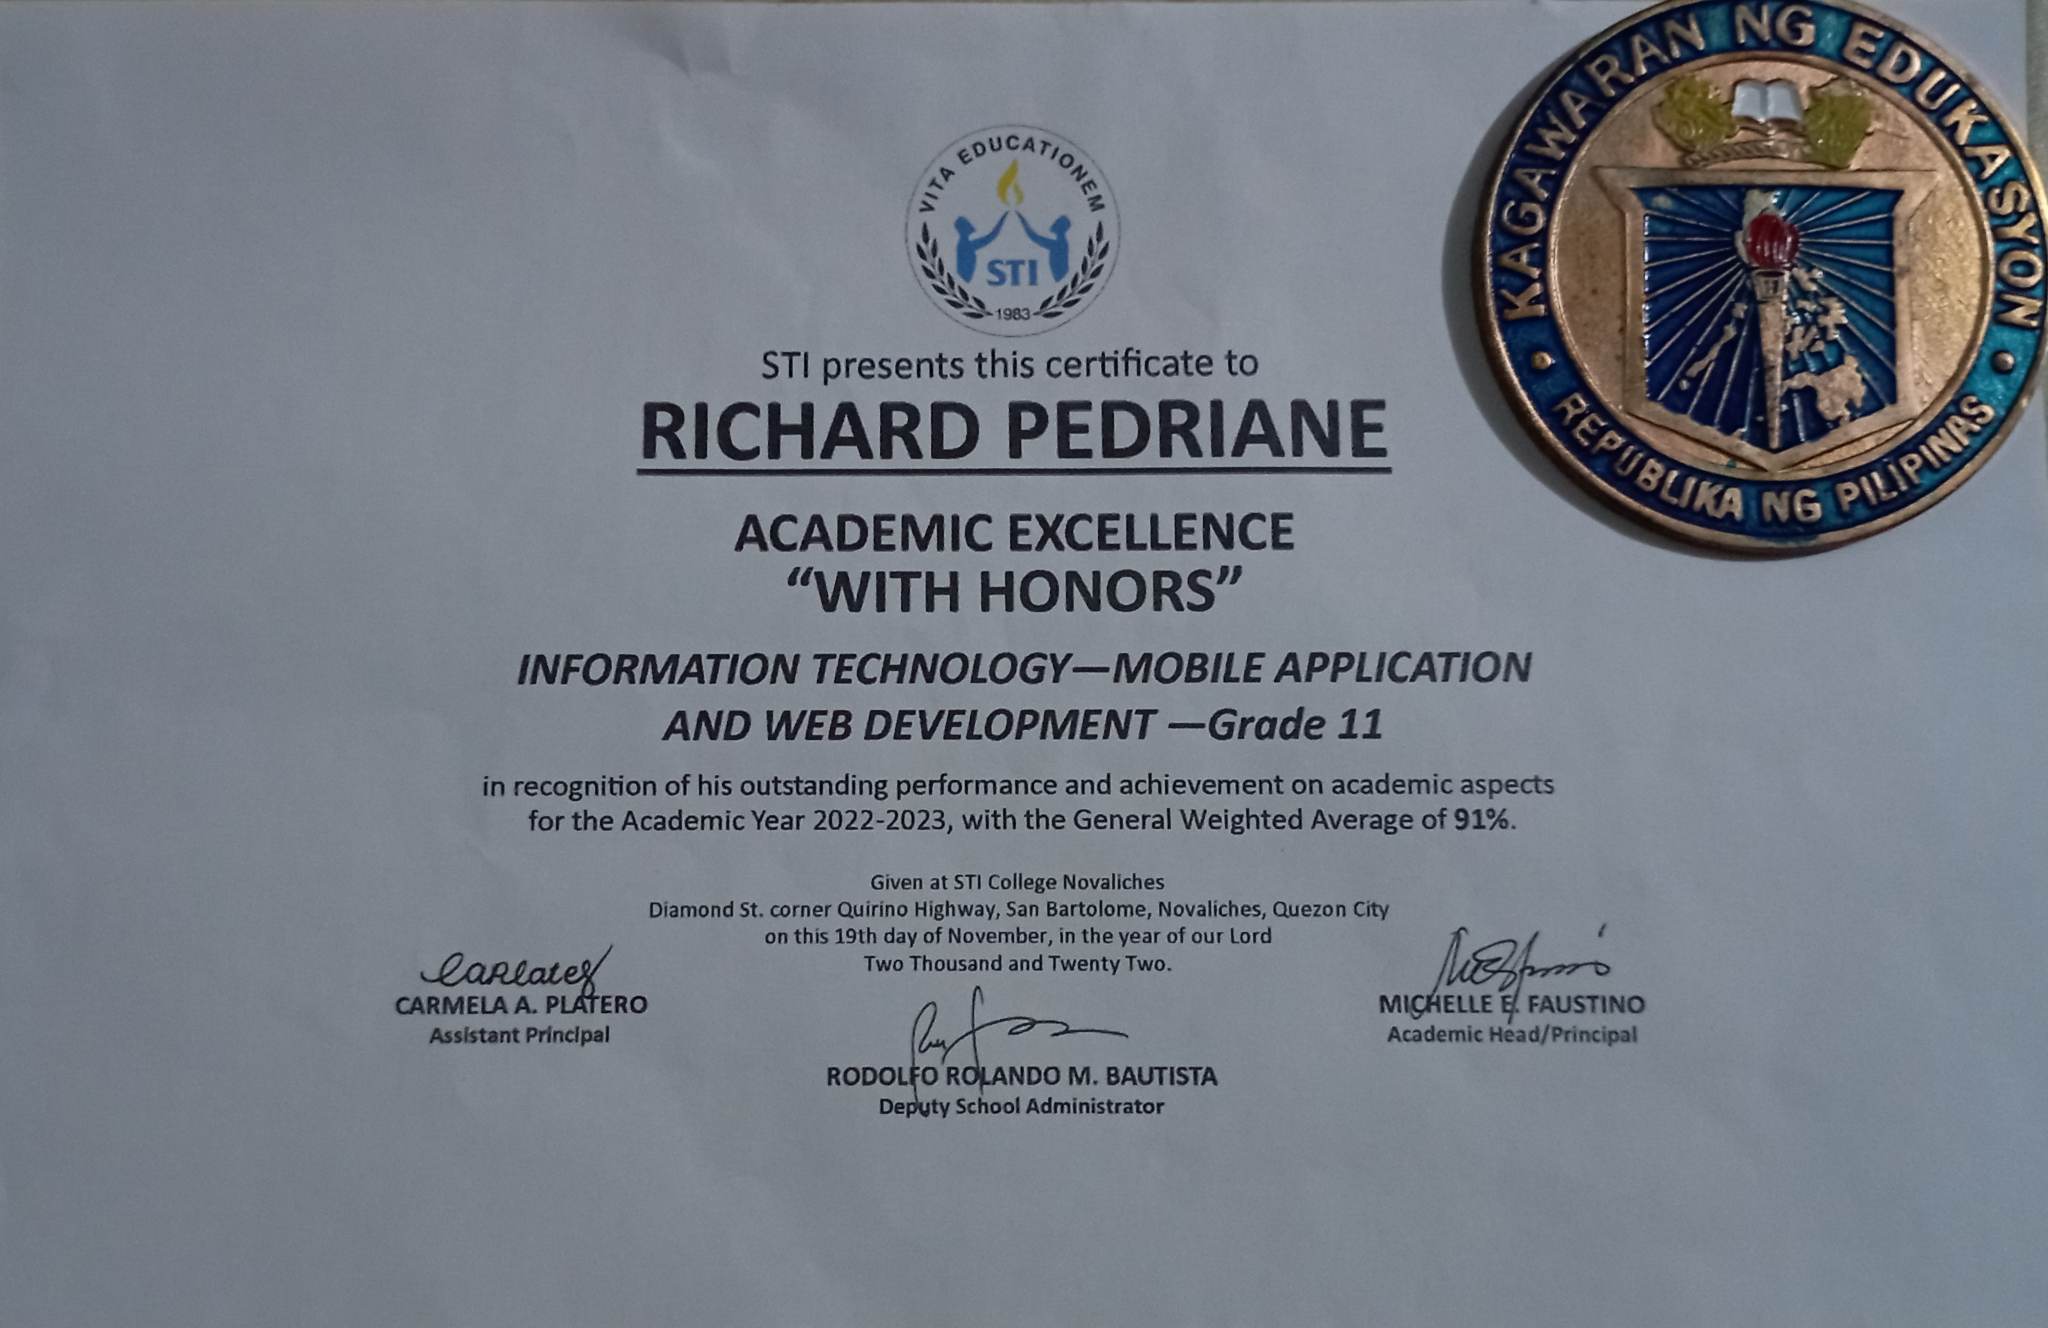 VITA EDUCATIONEM
STI
1983
KAGAWARAN NG EDUKASYON
REPUBLIKA NG PILIPINAS
STI presents this certificate to
RICHARD PEDRIANE
ACADEMIC EXCELLENCE
“WITH HONORS”
INFORMATION TECHNOLOGY—MOBILE APPLICATION
AND WEB DEVELOPMENT —Grade 11
in recognition of his outstanding performance and achievement on academic aspects
for the Academic Year 2022-2023, with the General Weighted Average of 91%.
Given at STI College Novaliches
Diamond St. corner Quirino Highway, San Bartolome, Novaliches, Quezon City
on this 19th day of November, in the year of our Lord
Two Thousand and Twenty Two.
CARMELA A. PLATERO
Assistant Principal
MICHELLE E. FAUSTINO
Academic Head/Principal
RODOLFO ROLANDO M. BAUTISTA
Deputy School Administrator